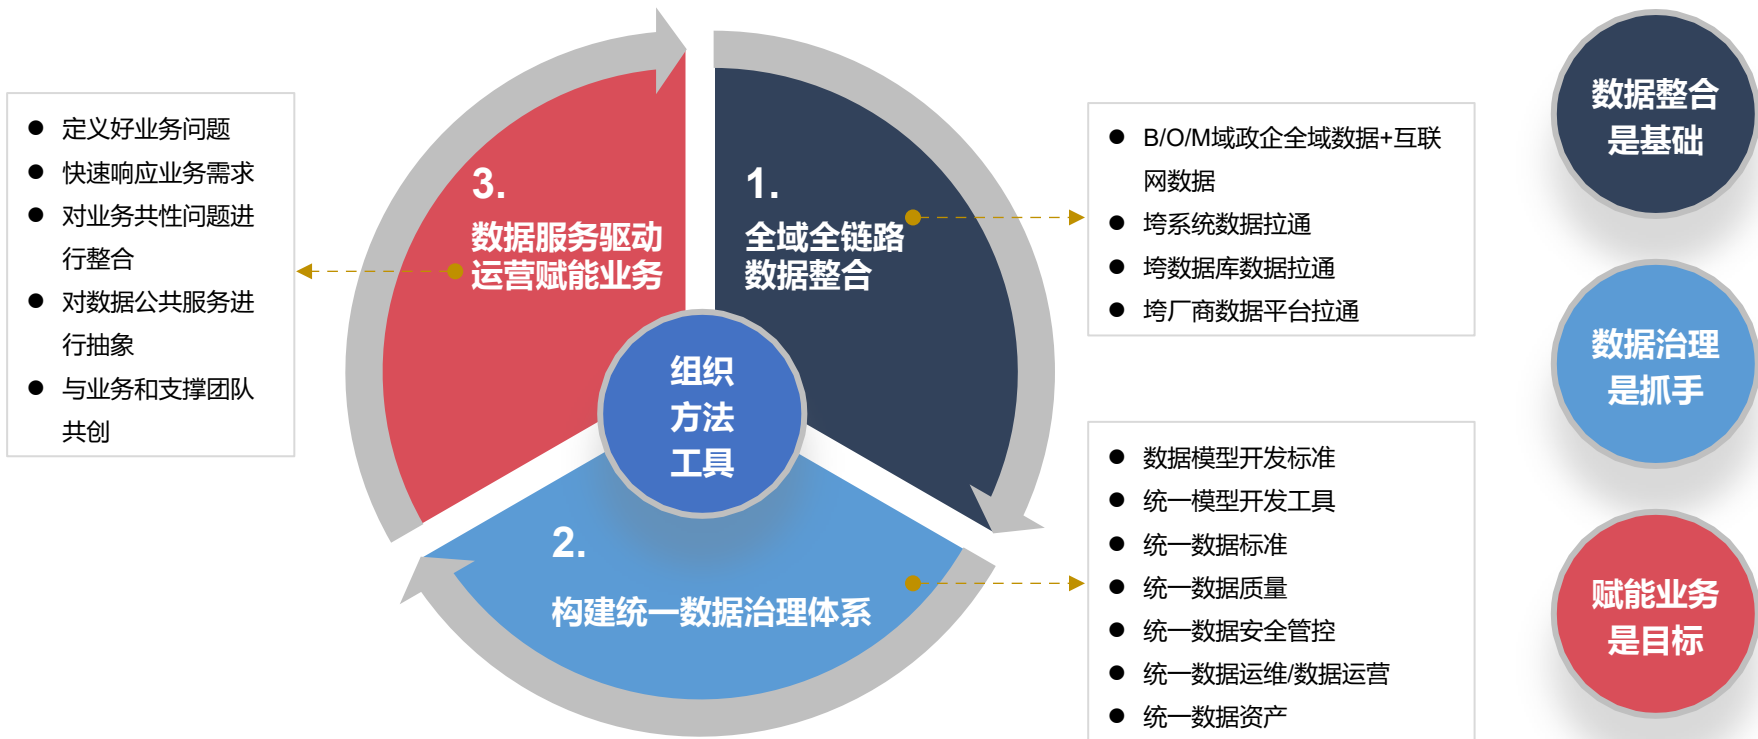 定义好业务问题
快速响应业务需求
对业务共性问题进
行整合
对数据公共服务进
行抽象
与业务和支撑团队
共创
3.
数据服务驱动
运营赋能业务
1.
全域全链路
数据整合
组织
方法
工具
2.
构建统一数据治理体系
B/O/M域政企全域数据+互联
网数据
垮系统数据拉通
垮数据库数据拉通
垮厂商数据平台拉通
数据模型开发标准
统一模型开发工具
统一数据标准
统一数据质量
统一数据安全管控
统一数据运维/数据运营
统一数据资产
数据整合
是基础
数据治理
是抓手
赋能业务
是目标